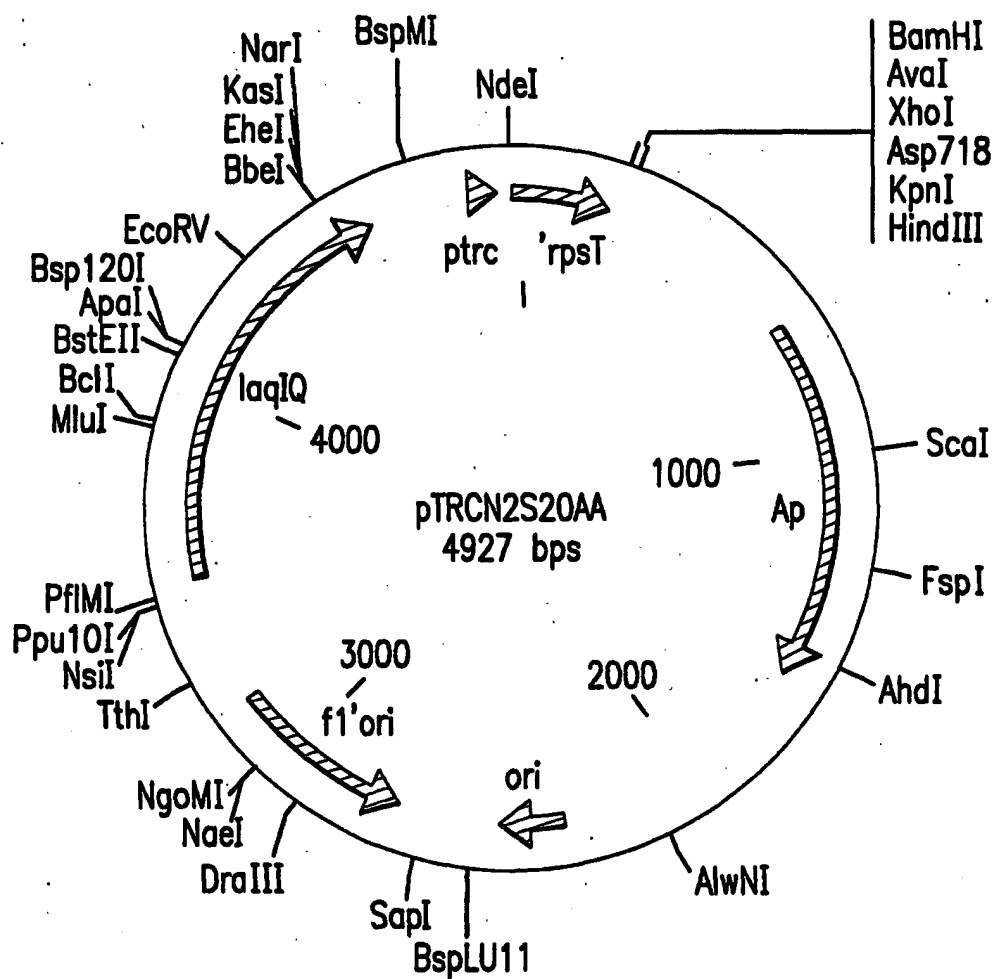 BspMI
NarI
KasI
EheI
BbeI
NdeI
BamHI
AvaI
XhoI
Asp718
KpnI
HindIII
EcoRV
Bsp120I
ApaI
BstEII
BclI
MluI
ptrc
'rpsT
laqIQ
4000
1000
ScaI
Ap
pTRCN2S20AA
4927 bps
FspI
PflMI
Ppu10I
NsiI
TthI
3000
f1'ori
2000
AhdI
ori
NgoMI
NaeI
DraIII
SapI
BspLU11
AlwNI